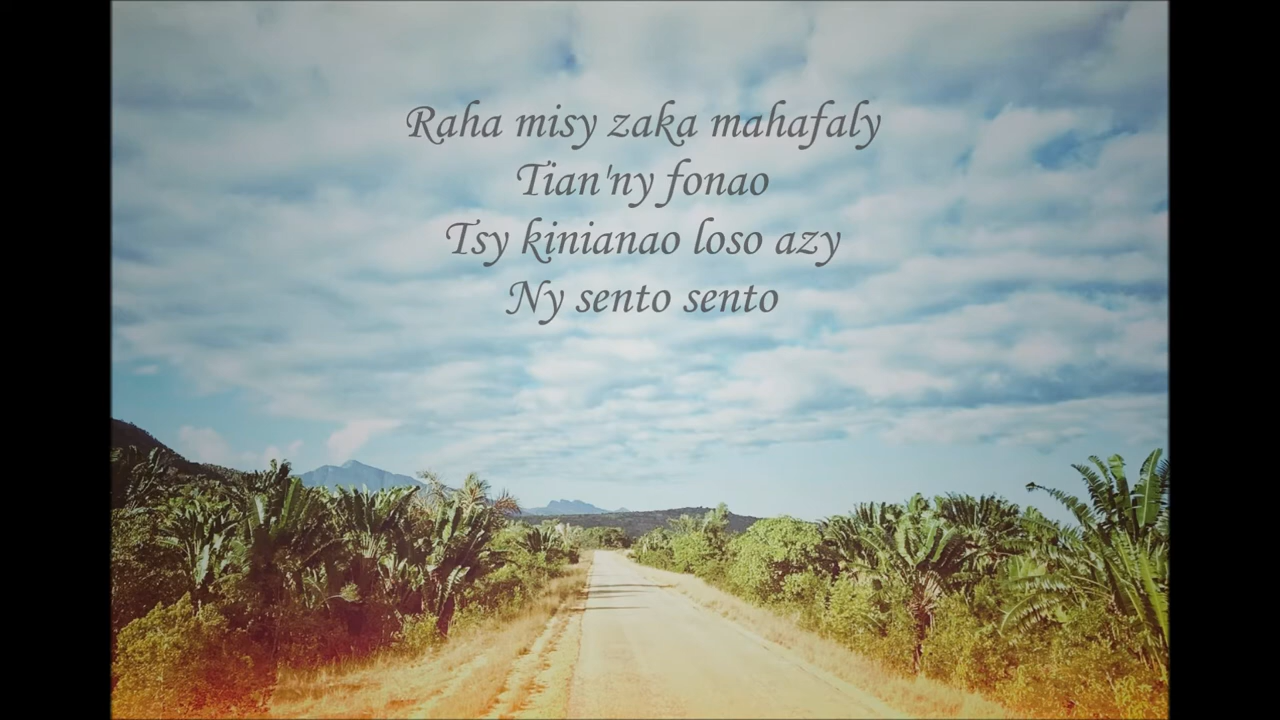 Raha misy zaka mahafaly
Tian'ny fonao
Tsy kinianao loso azy
Ny sento sento